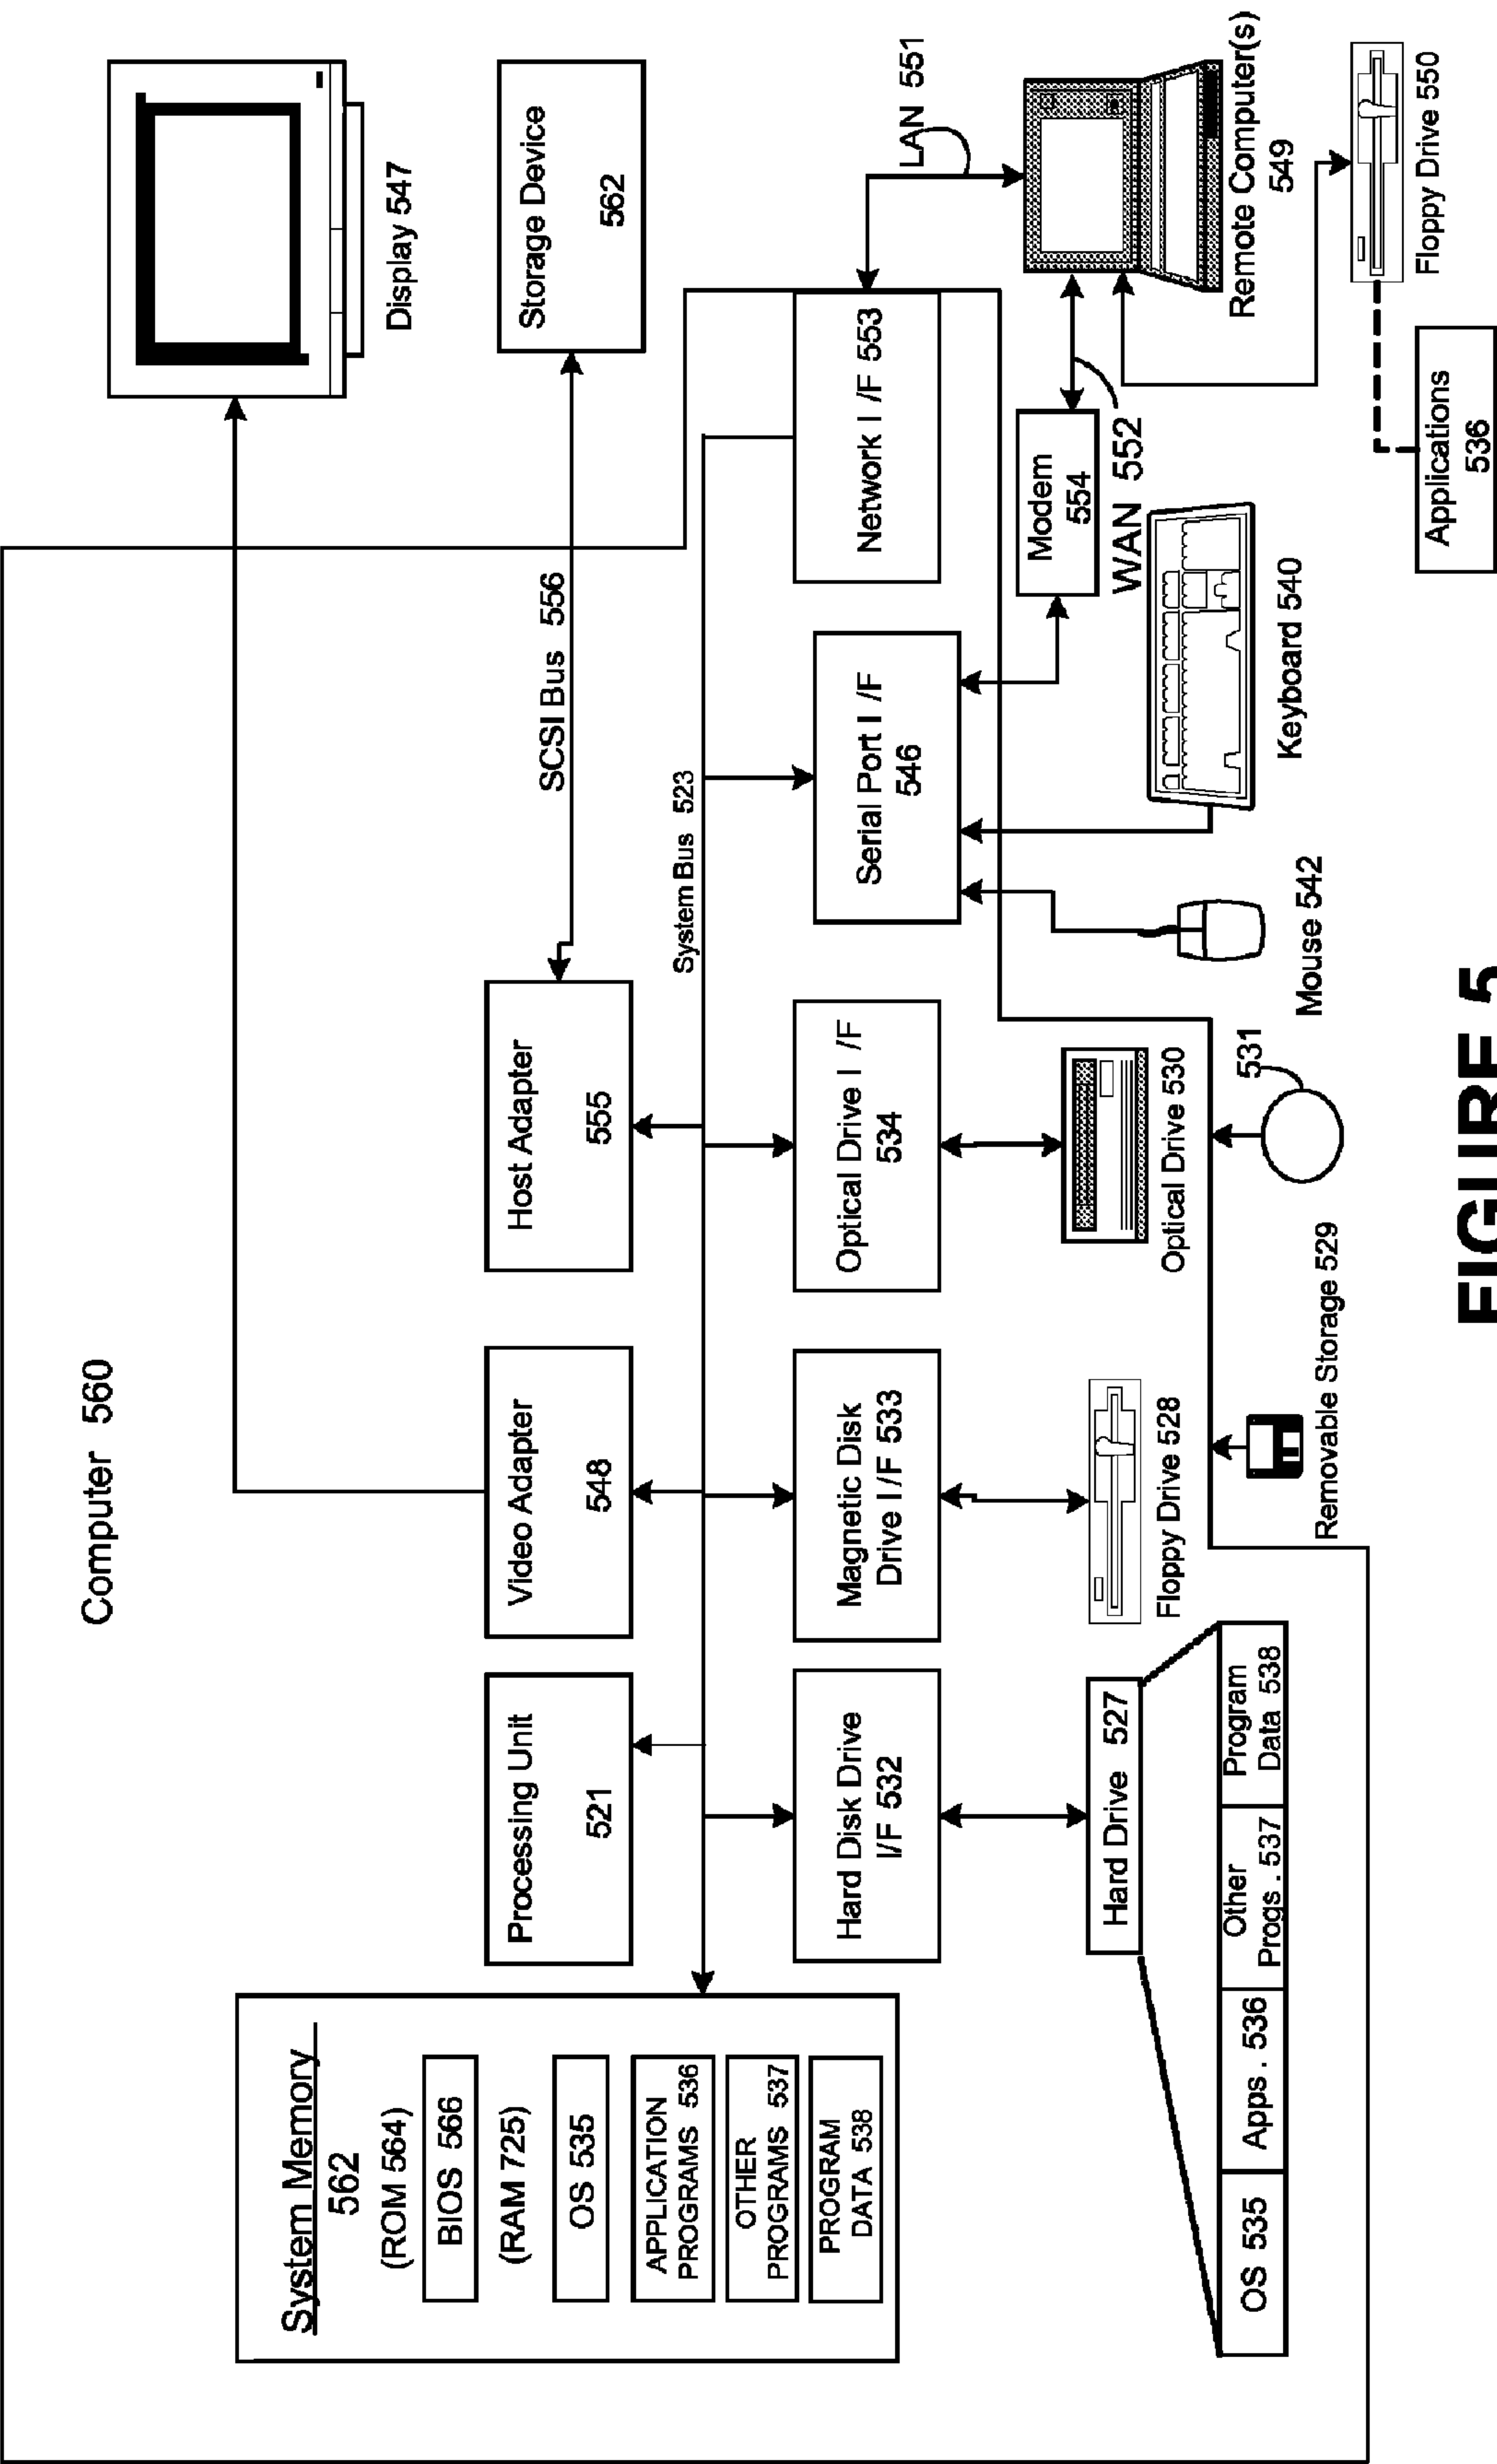 Computer 560
Display 547
System Memory
562
(ROM 564)
BIOS 566
(RAM 725)
OS 535
APPLICATION
PROGRAMS 536
OTHER
PROGRAMS 537
PROGRAM
DATA 538
Processing Unit
521
Video Adapter
548
Host Adapter
555
SCSI Bus 556
Storage Device
562
System Bus 523
Hard Disk Drive
I/F 532
Magnetic Disk
Drive I/F 533
Optical Drive I /F
534
Serial Port I /F
546
Network I /F 553
LAN 551
Hard Drive 527
Floppy Drive 528
Optical Drive 530
Modem
554
WAN 552
Remote Computer(s)
549
OS 535
Apps . 536
Other
Progs . 537
Program
Data 538
Removable Storage 529
531
Mouse 542
Keyboard 540
Floppy Drive 550
Applications
536
FIGURE 5